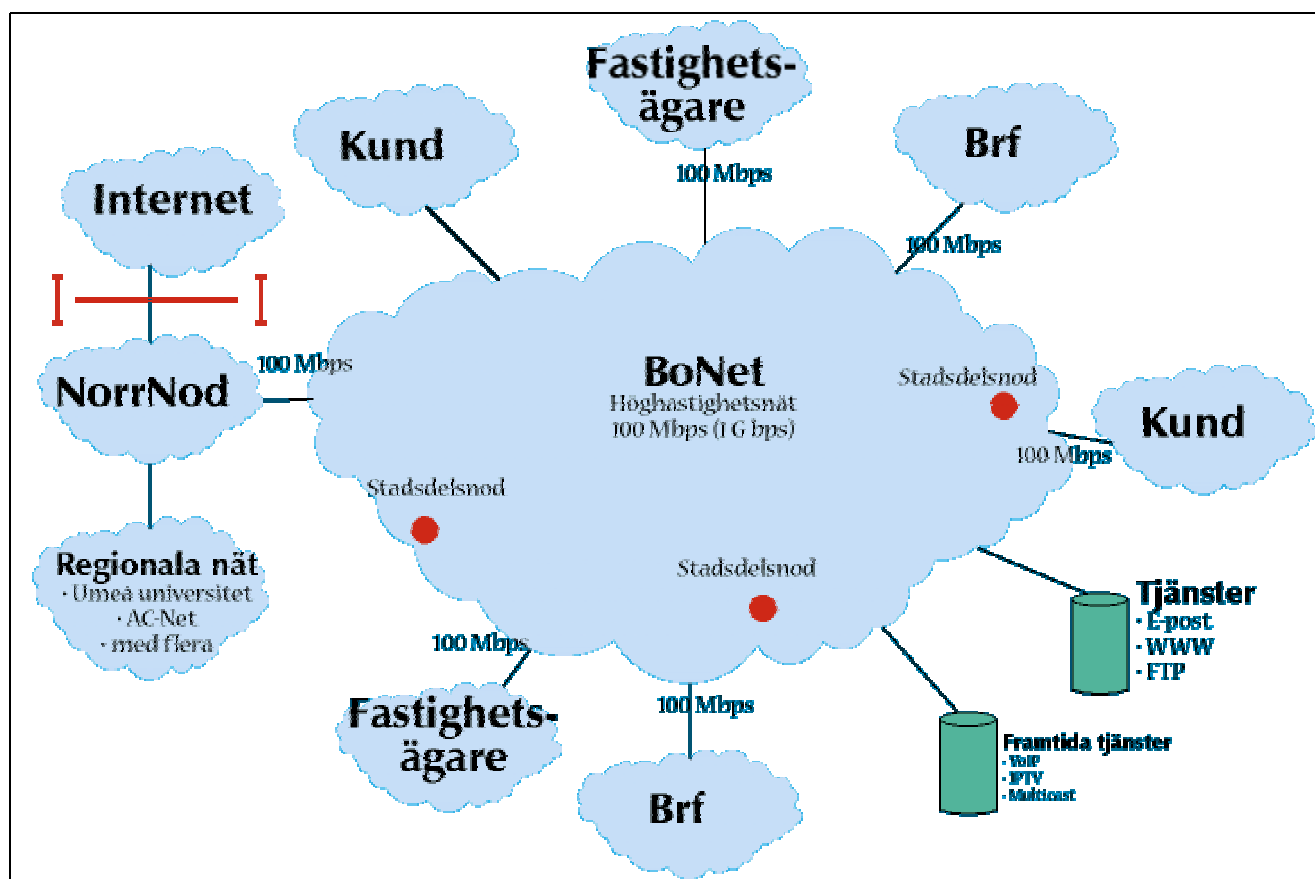 Fastighets-
ägare
Kund
Brf
100 Mbps
Internet
100 Mbps
100 Mbps
NorrNod
BoNet
Höghastighetsnät
100 Mbps (1 G bps)
Stadsdelsnod
Kund
100 Mbps
Stadsdelsnod
Regionala nät
· Umeå universitet
· AC-Net
· med flera
Stadsdelsnod
Tjänster
· E-post
· WWW
· FTP
100 Mbps
Fastighets-
ägare
100 Mbps
Brf
Framtida tjänster
· VoIP
· IPTV
· Multicast